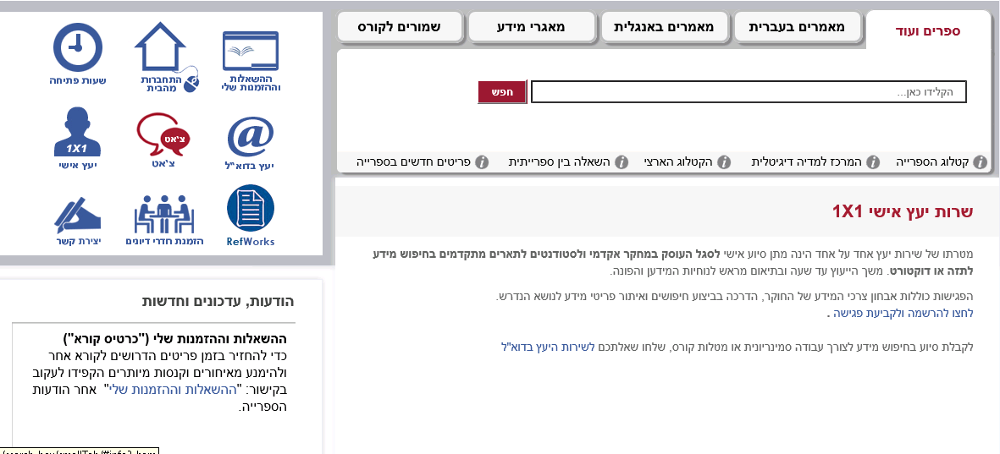 ספרים ועוד
מאמרים בעברית
מאמרים באנגלית
מאגרי מידע
שמורים לקורס
הקלידו כאן...
חפש
קטלוג הספרייה
המרכז למדיה דיגיטלית
הקטלוג הארצי
השאלה בין ספרייתית
פריטים חדשים בספרייה
שרות יעץ אישי 1X1
מטרתו של שירות יעץ אחד על אחד הינה מתן סיוע אישי לסגל העוסק במחקר אקדמי ולסטודנטים לתארים מתקדמים בחיפוש מידע
לתזה או דוקטורט. משך הייעוץ עד שעה ובתיאום מראש לנוחיות המידען והפונה.
הפגישות כוללות אבחון צרכי המידע של החוקר, הדרכה בביצוע חיפושים ואיתור פריטי מידע לנושא הנדרש.
לחצו להרשמה ולקביעת פגישה .
לקבלת סיוע בחיפוש מידע לצורך עבודה סמינריונית או מטלות קורס, שלחו שאלתכם לשירות היעץ בדוא"ל
ההשאלות
וההזמנות שלי
התחברות
מהבית
שעות פתיחה
@
יעץ בדוא"ל
צ'אט
צ'אט
1X1
יעץ אישי
RefWorks
הזמנת חדרי דיונים
יצירת קשר
הודעות, עדכונים וחדשות
ההשאלות וההזמנות שלי ("כרטיס קורא")
כדי להחזיר בזמן פריטים הדרושים לקורא אחר
ולהימנע מאיחורים וקנסות מיותרים הקפידו לעקוב
בקישור: "ההשאלות וההזמנות שלי" אחר הודעות
הספרייה.